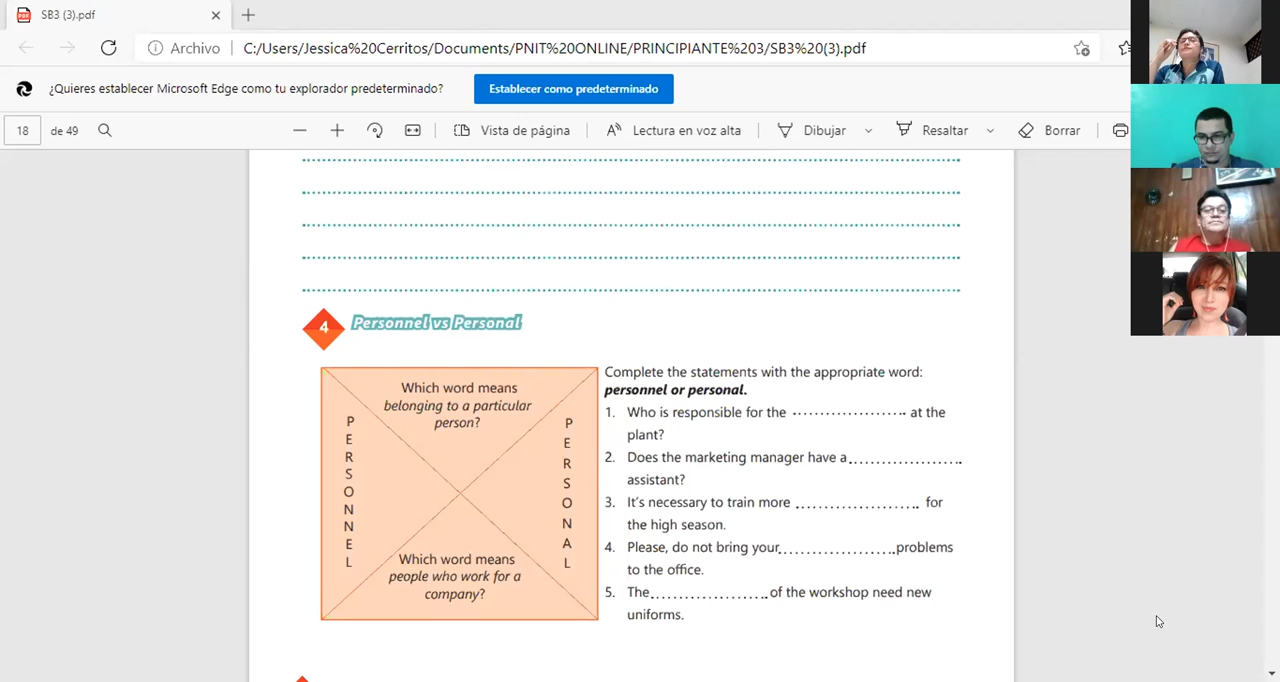 SB3 (3).pdf
Archivo
C:/Users/Jessica%20Cerritos/Documents/PNIT%20ONLINE/PRINCIPIANTE%203/SB3%20(3).pdf
¿Quieres establecer Microsoft Edge como tu explorador predeterminado?
Establecer como predeterminado
18 de 49
Vista de página
Lectura en voz alta
Dibujar
Resaltar
Borrar
4 Personnel vs Personal
Which word means
belonging to a particular
person?
PERSONNEL
PERSONAL
Which word means
people who work for a
company?
Complete the statements with the appropriate word:
personnel or personal.
1. Who is responsible for the .................... at the
plant?
2. Does the marketing manager have a....................
assistant?
3. It's necessary to train more .................... for
the high season.
4. Please, do not bring your....................problems
to the office.
5. The....................of the workshop need new
uniforms.